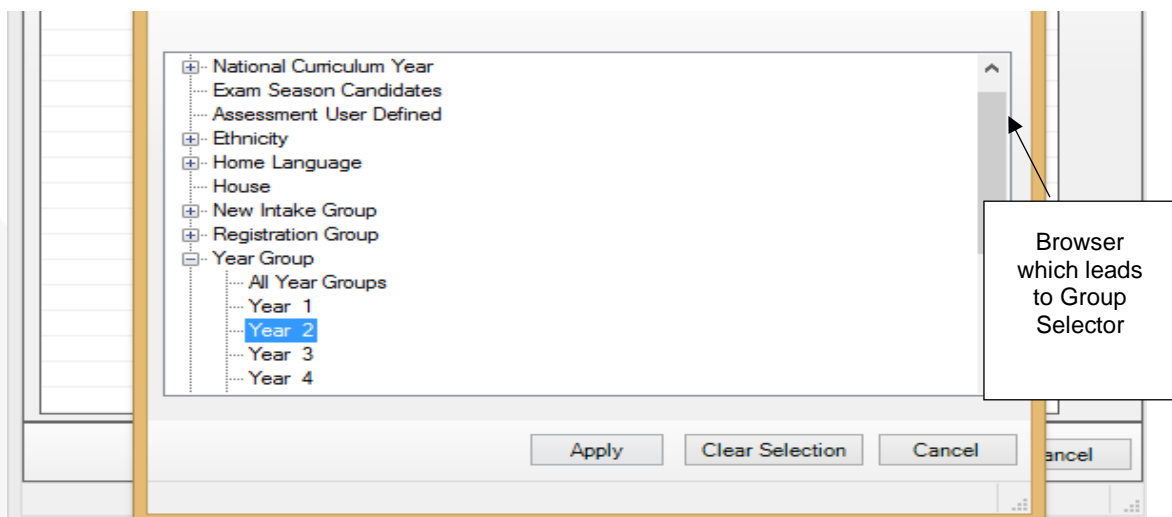 National Curriculum Year
Exam Season Candidates
Assessment User Defined
Ethnicity
Home Language
House
New Intake Group
Registration Group
Year Group
All Year Groups
Year 1
Year 2
Year 3
Year 4
Browser
which leads
to Group
Selector
Apply
Clear Selection
Cancel
ancel